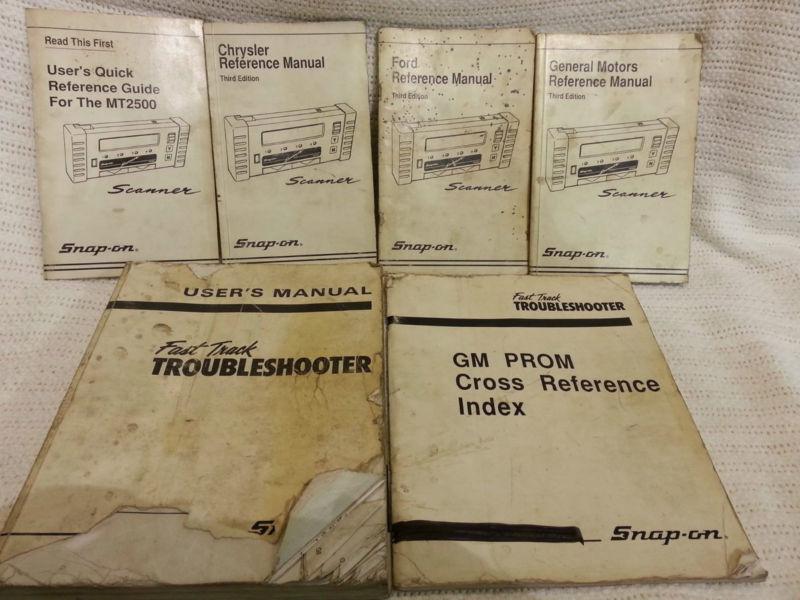 Read This First
User's Quick
Reference Guide
For The MT2500
Scanner
Snap-on®
Chrysler
Reference Manual
Third Edition
Scanner
Snap-on®
Ford
Reference Manual
Third Edition
Scanner
Snap-on®
General Motors
Reference Manual
Third Edition
Scanner
Snap-on®
USER'S MANUAL
Fast Track
TROUBLESHOOTER
S
Fast Track
TROUBLESHOOTER
GM PROM
Cross Reference
Index
Snap-on®